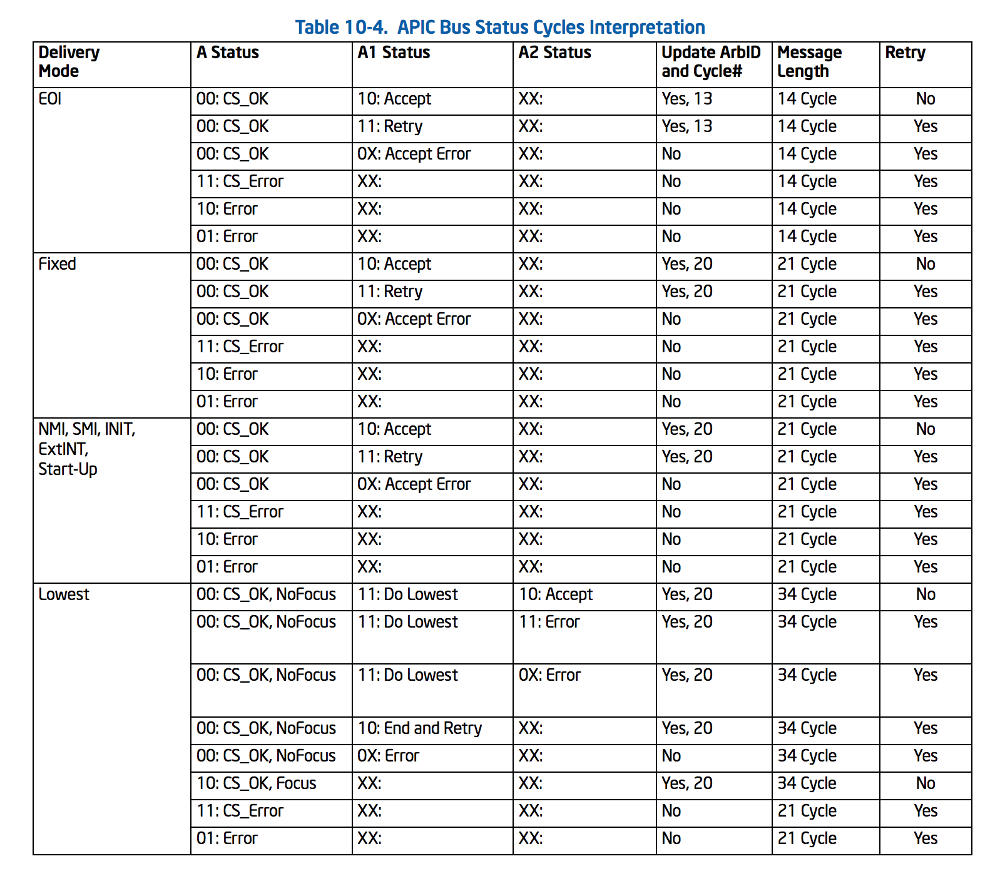 Table 10-4. APIC Bus Status Cycles Interpretation
Delivery Mode A Status A1 Status A2 Status Update ArbID and Cycle# Message Length Retry
EOI 00: CS_OK 10: Accept XX: Yes, 13 14 Cycle No
00: CS_OK 11: Retry XX: Yes, 13 14 Cycle Yes
00: CS_OK 0X: Accept Error XX: No 14 Cycle Yes
11: CS_Error XX: XX: No 14 Cycle Yes
10: Error XX: XX: No 14 Cycle Yes
01: Error XX: XX: No 14 Cycle Yes
Fixed 00: CS_OK 10: Accept XX: Yes, 20 21 Cycle No
00: CS_OK 11: Retry XX: Yes, 20 21 Cycle Yes
00: CS_OK 0X: Accept Error XX: No 21 Cycle Yes
11: CS_Error XX: XX: No 21 Cycle Yes
10: Error XX: XX: No 21 Cycle Yes
01: Error XX: XX: No 21 Cycle Yes
NMI, SMI, INIT, ExtINT, Start-Up 00: CS_OK 10: Accept XX: Yes, 20 21 Cycle No
00: CS_OK 11: Retry XX: Yes, 20 21 Cycle Yes
00: CS_OK 0X: Accept Error XX: No 21 Cycle Yes
11: CS_Error XX: XX: No 21 Cycle Yes
10: Error XX: XX: No 21 Cycle Yes
01: Error XX: XX: No 21 Cycle Yes
Lowest 00: CS_OK, NoFocus 11: Do Lowest 10: Accept Yes, 20 34 Cycle No
00: CS_OK, NoFocus 11: Do Lowest 11: Error Yes, 20 34 Cycle Yes
00: CS_OK, NoFocus 11: Do Lowest 0X: Error Yes, 20 34 Cycle Yes
00: CS_OK, NoFocus 10: End and Retry XX: Yes, 20 34 Cycle Yes
00: CS_OK, NoFocus 0X: Error XX: No 34 Cycle Yes
10: CS_OK, Focus XX: XX: Yes, 20 34 Cycle No
11: CS_Error XX: XX: No 21 Cycle Yes
01: Error XX: XX: No 21 Cycle Yes